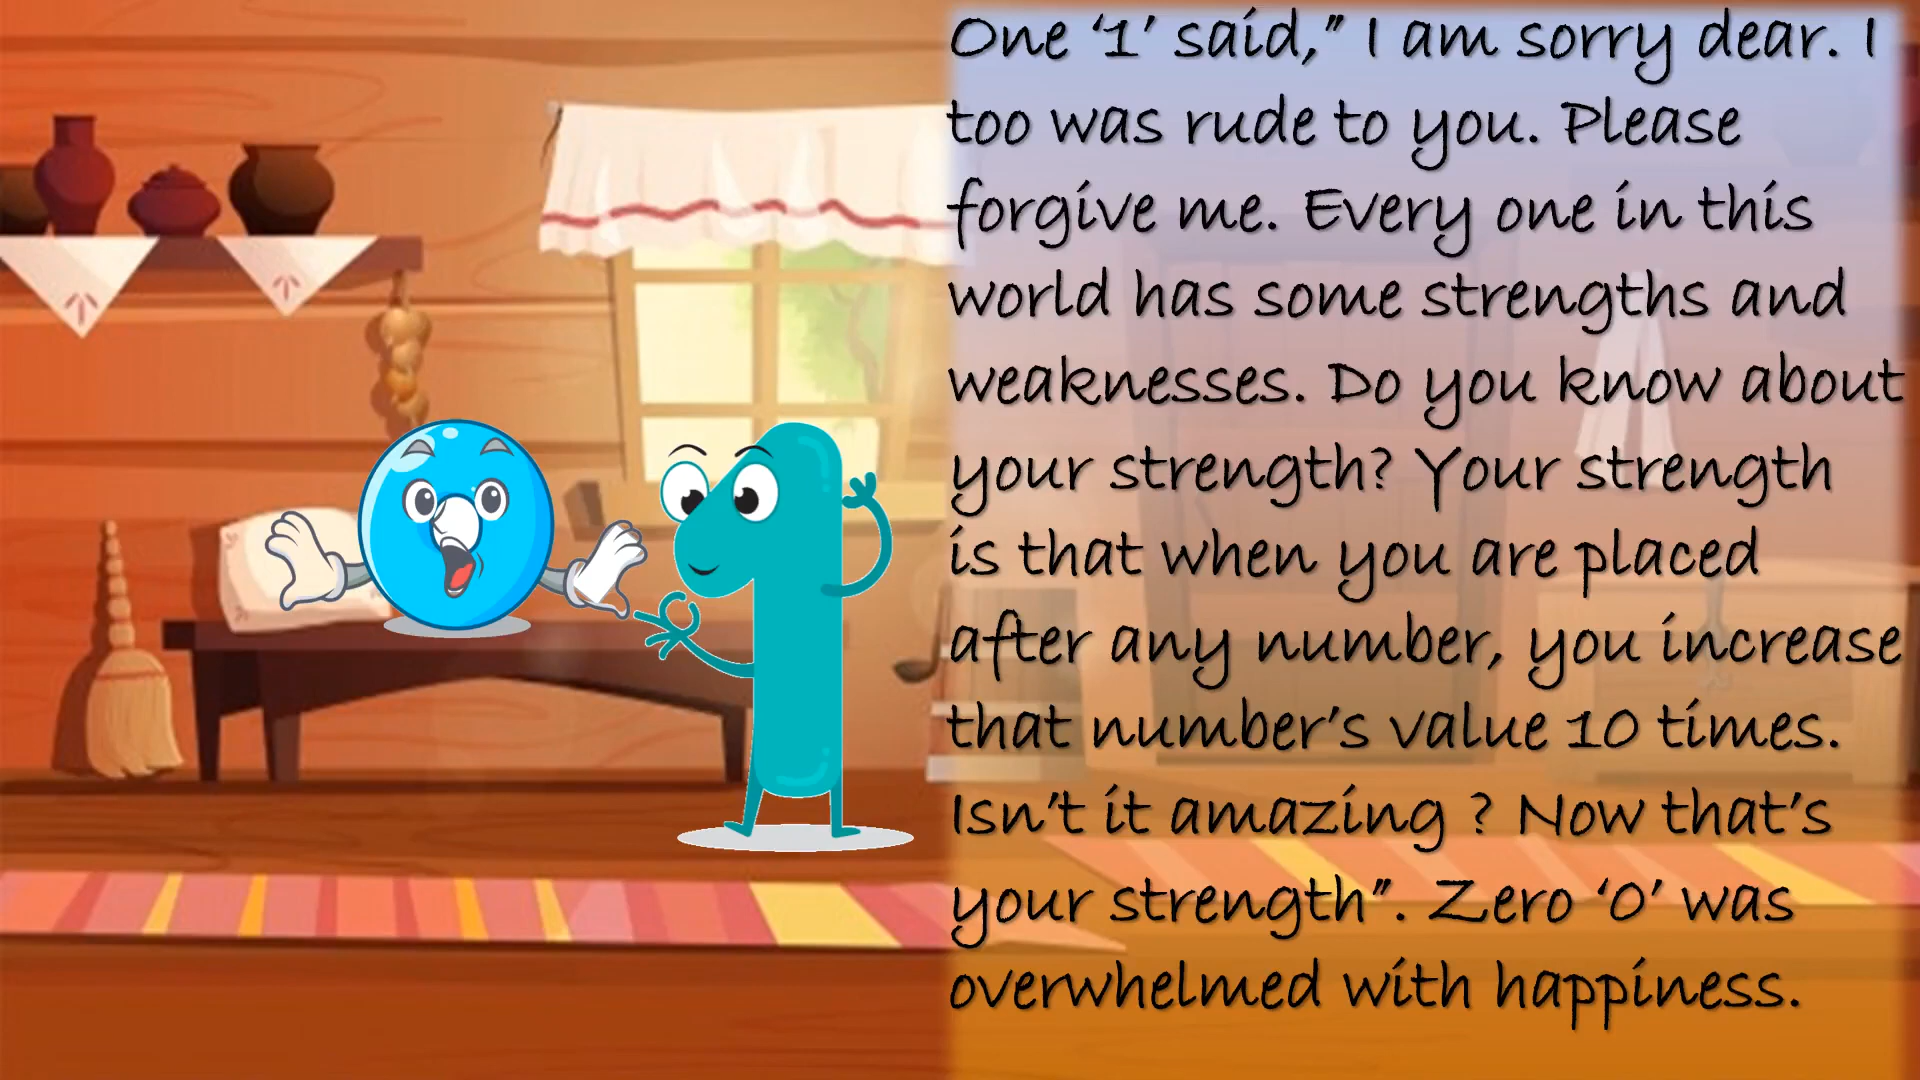 One ‘1’ said,” I am sorry dear. I
too was rude to you. Please
forgive me. Every one in this
world has some strengths and
weaknesses. Do you know about
your strength? Your strength
is that when you are placed
after any number, you increase
that number’s value 10 times.
Isn’t it amazing ? Now that’s
your strength”. Zero ‘0’ was
overwhelmed with happiness.